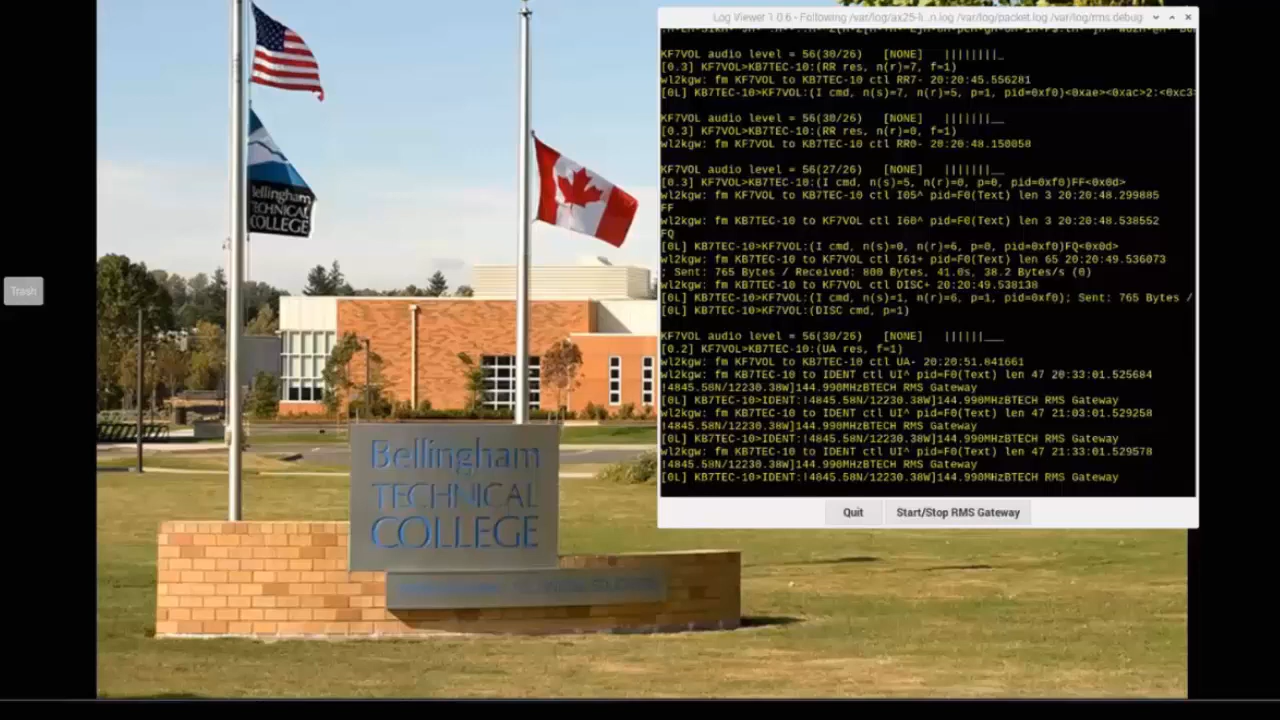 Log Viewer 1.0.6 - Following /var/log/ax25-li...n.log /var/log/packet.log /var/log/rms.debug
KF7VOL audio level = 56(30/26) [NONE] ||||||||_
[0.3] KF7VOL>KB7TEC-10:(RR res, n(r)=7, f=1)
wl2kgw: fm KF7VOL to KB7TEC-10 ctl RR7- 20:20:45.556281
[0L] KB7TEC-10>KF7VOL:(I cmd, n(s)=7, n(r)=5, p=1, pid=0xf0)<0xae><0xac>2:<0xc3>
KF7VOL audio level = 56(30/26) [NONE] |||||||__
[0.3] KF7VOL>KB7TEC-10:(RR res, n(r)=0, f=1)
wl2kgw: fm KF7VOL to KB7TEC-10 ctl RR0- 20:20:48.150058
KF7VOL audio level = 56(27/26) [NONE] |||||||__
[0.3] KF7VOL>KB7TEC-10:(I cmd, n(s)=5, n(r)=0, p=0, pid=0xf0)FF<0x0d>
wl2kgw: fm KF7VOL to KB7TEC-10 ctl I05^ pid=F0(Text) len 3 20:20:48.299885
FF
wl2kgw: fm KB7TEC-10 to KF7VOL ctl I60^ pid=F0(Text) len 3 20:20:48.538552
FQ
[0L] KB7TEC-10>KF7VOL:(I cmd, n(s)=0, n(r)=6, p=0, pid=0xf0)FQ<0x0d>
wl2kgw: fm KB7TEC-10 to KF7VOL ctl I61+ pid=F0(Text) len 65 20:20:49.536073
; Sent: 765 Bytes / Received: 800 Bytes, 41.0s, 38.2 Bytes/s (0)
wl2kgw: fm KB7TEC-10 to KF7VOL ctl DISC+ 20:20:49.538138
[0L] KB7TEC-10>KF7VOL:(I cmd, n(s)=1, n(r)=6, p=1, pid=0xf0); Sent: 765 Bytes /
[0L] KB7TEC-10>KF7VOL:(DISC cmd, p=1)
KF7VOL audio level = 56(30/26) [NONE] ||||||___
[0.2] KF7VOL>KB7TEC-10:(UA res, f=1)
wl2kgw: fm KF7VOL to KB7TEC-10 ctl UA- 20:20:51.841661
wl2kgw: fm KB7TEC-10 to IDENT ctl UI^ pid=F0(Text) len 47 20:33:01.525684
!4845.58N/12230.38W]144.990MHzBTECH RMS Gateway
[0L] KB7TEC-10>IDENT:!4845.58N/12230.38W]144.990MHzBTECH RMS Gateway
wl2kgw: fm KB7TEC-10 to IDENT ctl UI^ pid=F0(Text) len 47 21:03:01.529258
!4845.58N/12230.38W]144.990MHzBTECH RMS Gateway
[0L] KB7TEC-10>IDENT:!4845.58N/12230.38W]144.990MHzBTECH RMS Gateway
wl2kgw: fm KB7TEC-10 to IDENT ctl UI^ pid=F0(Text) len 47 21:33:01.529578
!4845.58N/12230.38W]144.990MHzBTECH RMS Gateway
[0L] KB7TEC-10>IDENT:!4845.58N/12230.38W]144.990MHzBTECH RMS Gateway
Quit Start/Stop RMS Gateway
Trash
Bellingham
TECHNICAL
COLLEGE
Bellingham
TECHNICAL
COLLEGE